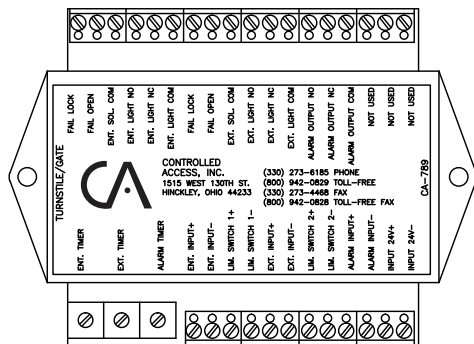 TURNSTILE/GATE
FAIL LOCK
FAIL OPEN
ENT. SOL. COM
ENT. LIGHT NO
ENT. LIGHT NC
ENT. LIGHT COM
FAIL LOCK
FAIL OPEN
EXT. SOL. COM
EXT. LIGHT NO
EXT. LIGHT NC
EXT. LIGHT COM
ALARM OUTPUT NO
ALARM OUTPUT NC
ALARM OUTPUT COM
NOT USED
NOT USED
NOT USED
CA
CONTROLLED
ACCESS, INC.
1515 WEST 130TH ST.
HINCKLEY, OHIO 44233
(330) 273-6185 PHONE
(800) 942-0829 TOLL-FREE
(330) 273-4468 FAX
(800) 942-0828 TOLL-FREE FAX
CA-789
ENT. TIMER
EXT. TIMER
ALARM TIMER
ENT. INPUT+
ENT. INPUT-
LIM. SWITCH 1+
LIM. SWITCH 1-
EXT. INPUT+
EXT. INPUT-
LIM. SWITCH 2+
LIM. SWITCH 2-
ALARM INPUT+
ALARM INPUT-
INPUT 24V+
INPUT 24V-